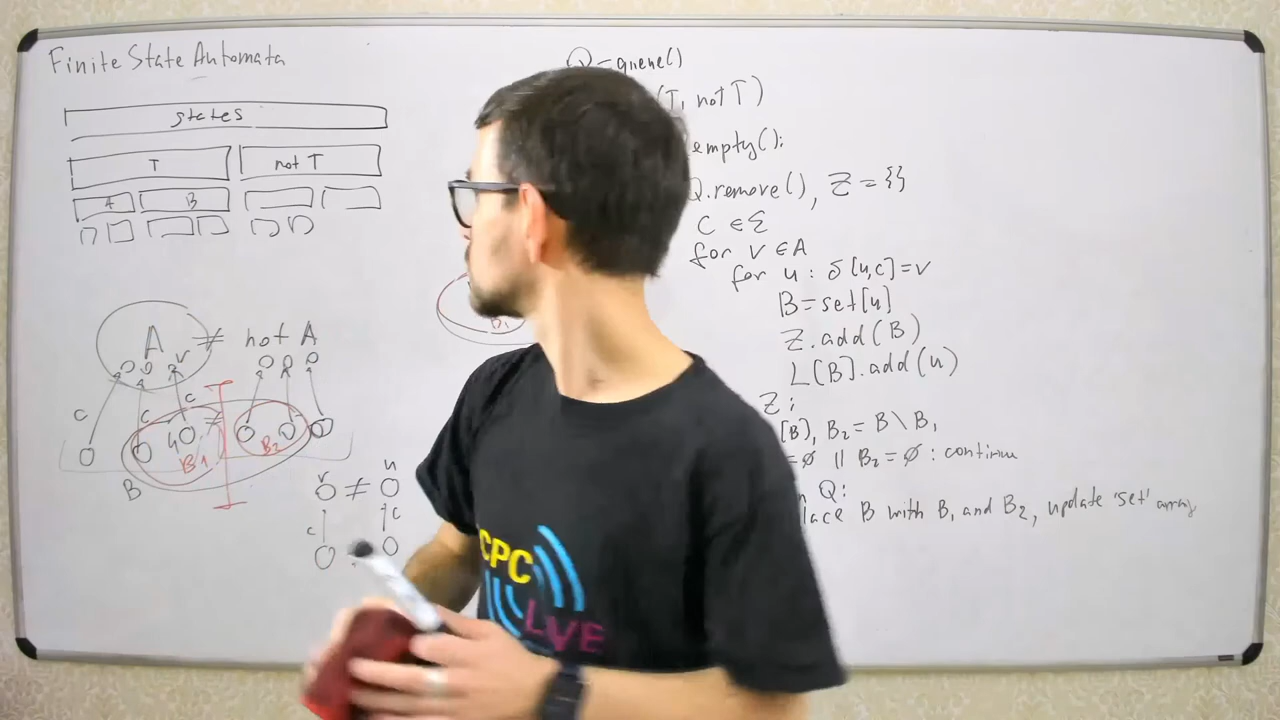 Finite State Automata
states
T not T
A B
A ≠ not A
v
c c c
u ≠
B1 B2
B
v ≠ u
c c
B1
Q = queue()
(T, not T)
empty():
Q.remove(), Z = {}
C ∈ Σ
for v ∈ A
for u : δ[u,c] = v
B = set[u]
Z.add(B)
L[B].add(u)
Z:
[B], B2 = B \ B1
= ∅ || B2 = ∅ : continue
n Q:
lace B with B1 and B2, update 'set' array
CPC
LIVE